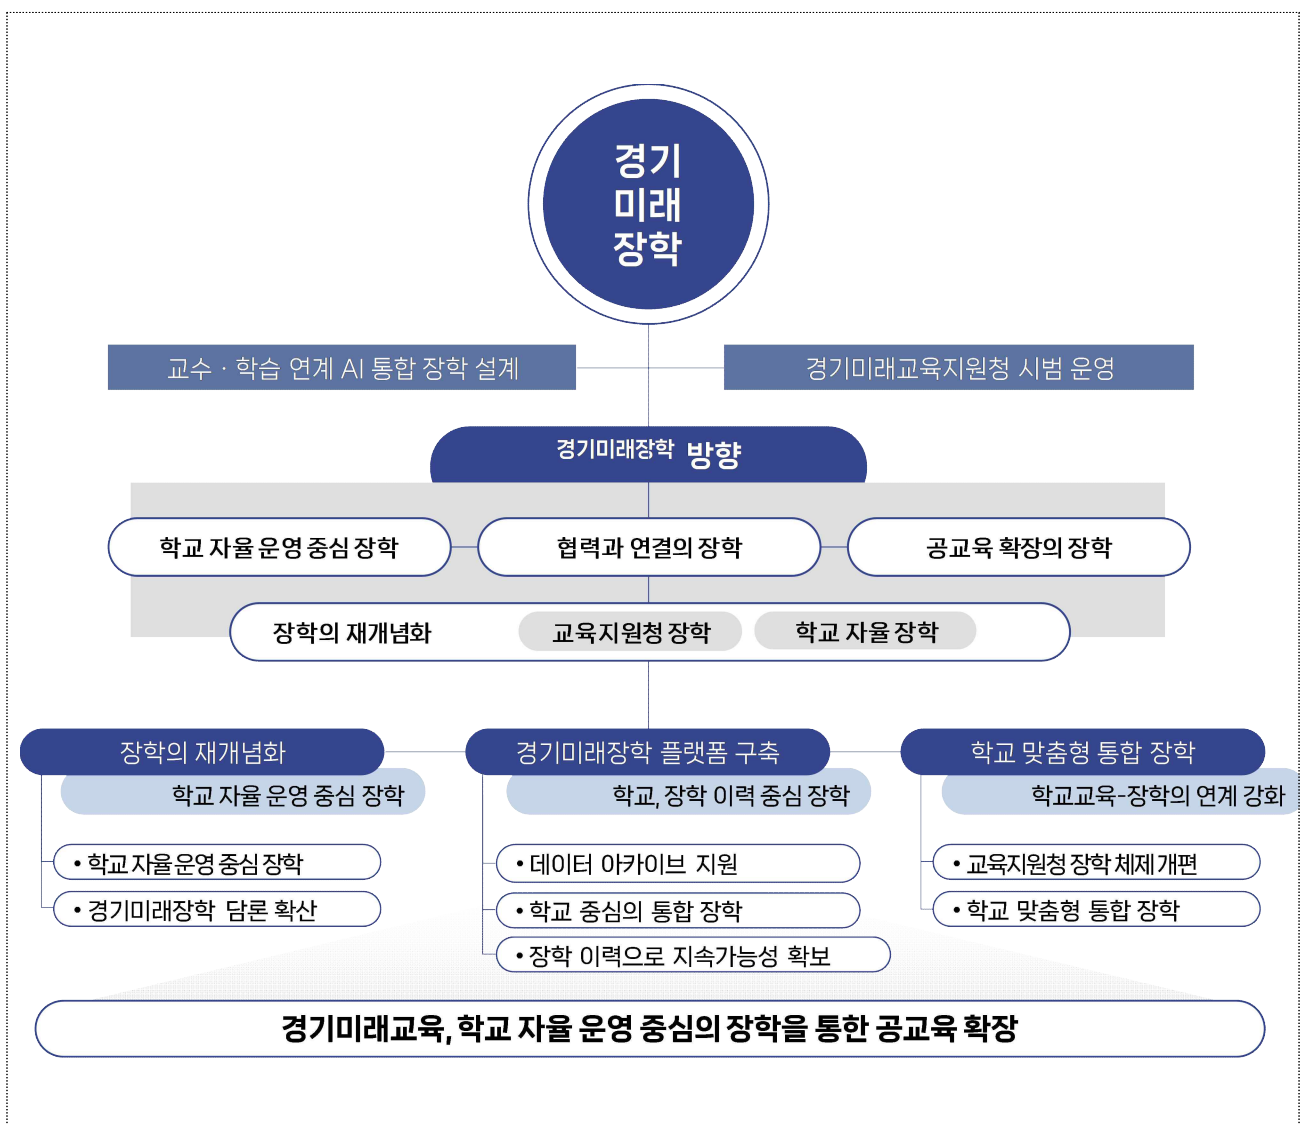 경기
미래
장학
교수 · 학습 연계 AI 통합 장학 설계
경기미래교육지원청 시범 운영
경기미래장학 방향
학교 자율 운영 중심 장학
협력과 연결의 장학
공교육 확장의 장학
장학의 재개념화
교육지원청 장학
학교 자율 장학
장학의 재개념화
학교 자율 운영 중심 장학
• 학교 자율 운영 중심 장학
• 경기미래장학 담론 확산
경기미래장학 플랫폼 구축
학교, 장학 이력 중심 장학
• 데이터 아카이브 지원
• 학교 중심의 통합 장학
• 장학 이력으로 지속가능성 확보
학교 맞춤형 통합 장학
학교교육-장학의 연계 강화
• 교육지원청 장학 체제 개편
• 학교 맞춤형 통합 장학
경기미래교육, 학교 자율 운영 중심의 장학을 통한 공교육 확장